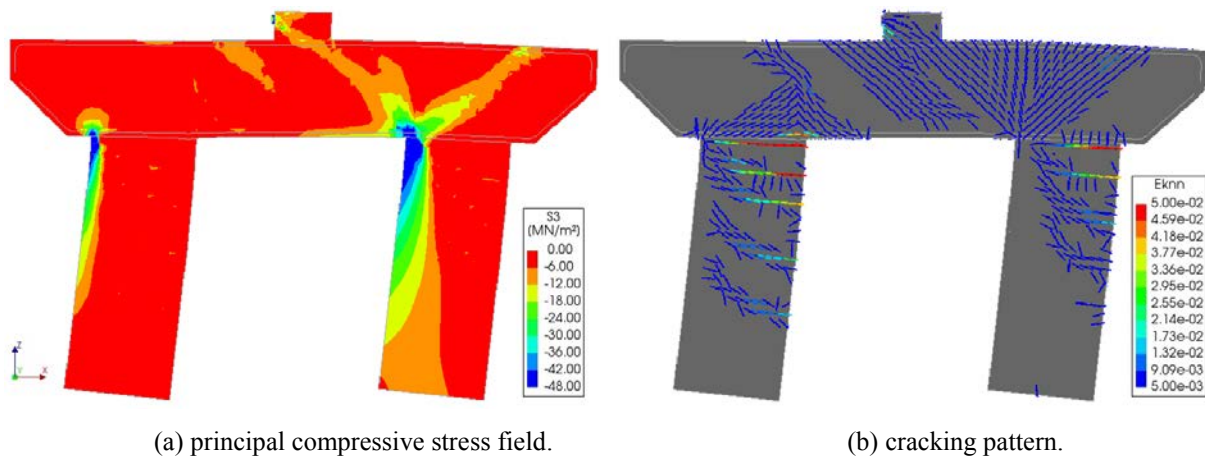 S3
(MN/m²)
0.00
-6.00
-12.00
-18.00
-24.00
-30.00
-36.00
-42.00
-48.00
Z
Y
X
Eknn
5.00e-02
4.59e-02
4.18e-02
3.77e-02
3.36e-02
2.95e-02
2.55e-02
2.14e-02
1.73e-02
1.32e-02
9.09e-03
5.00e-03
(a) principal compressive stress field.
(b) cracking pattern.